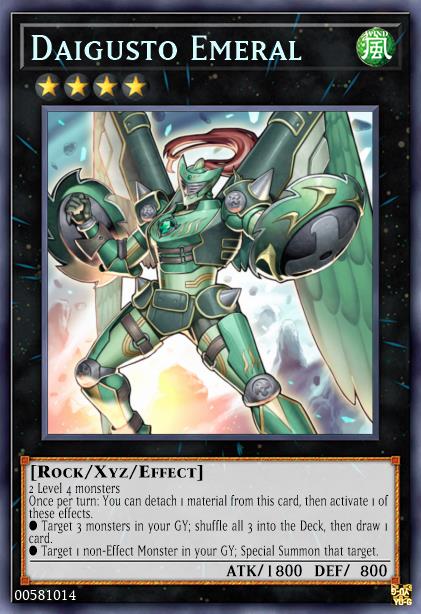 Daigusto Emeral
WIND
風
[Rock/Xyz/Effect]
2 Level 4 monsters
Once per turn: You can detach 1 material from this card, then activate 1 of
these effects.
● Target 3 monsters in your GY; shuffle all 3 into the Deck, then draw 1
card.
● Target 1 non-Effect Monster in your GY; Special Summon that target.
ATK/1800 DEF/ 800
00581014